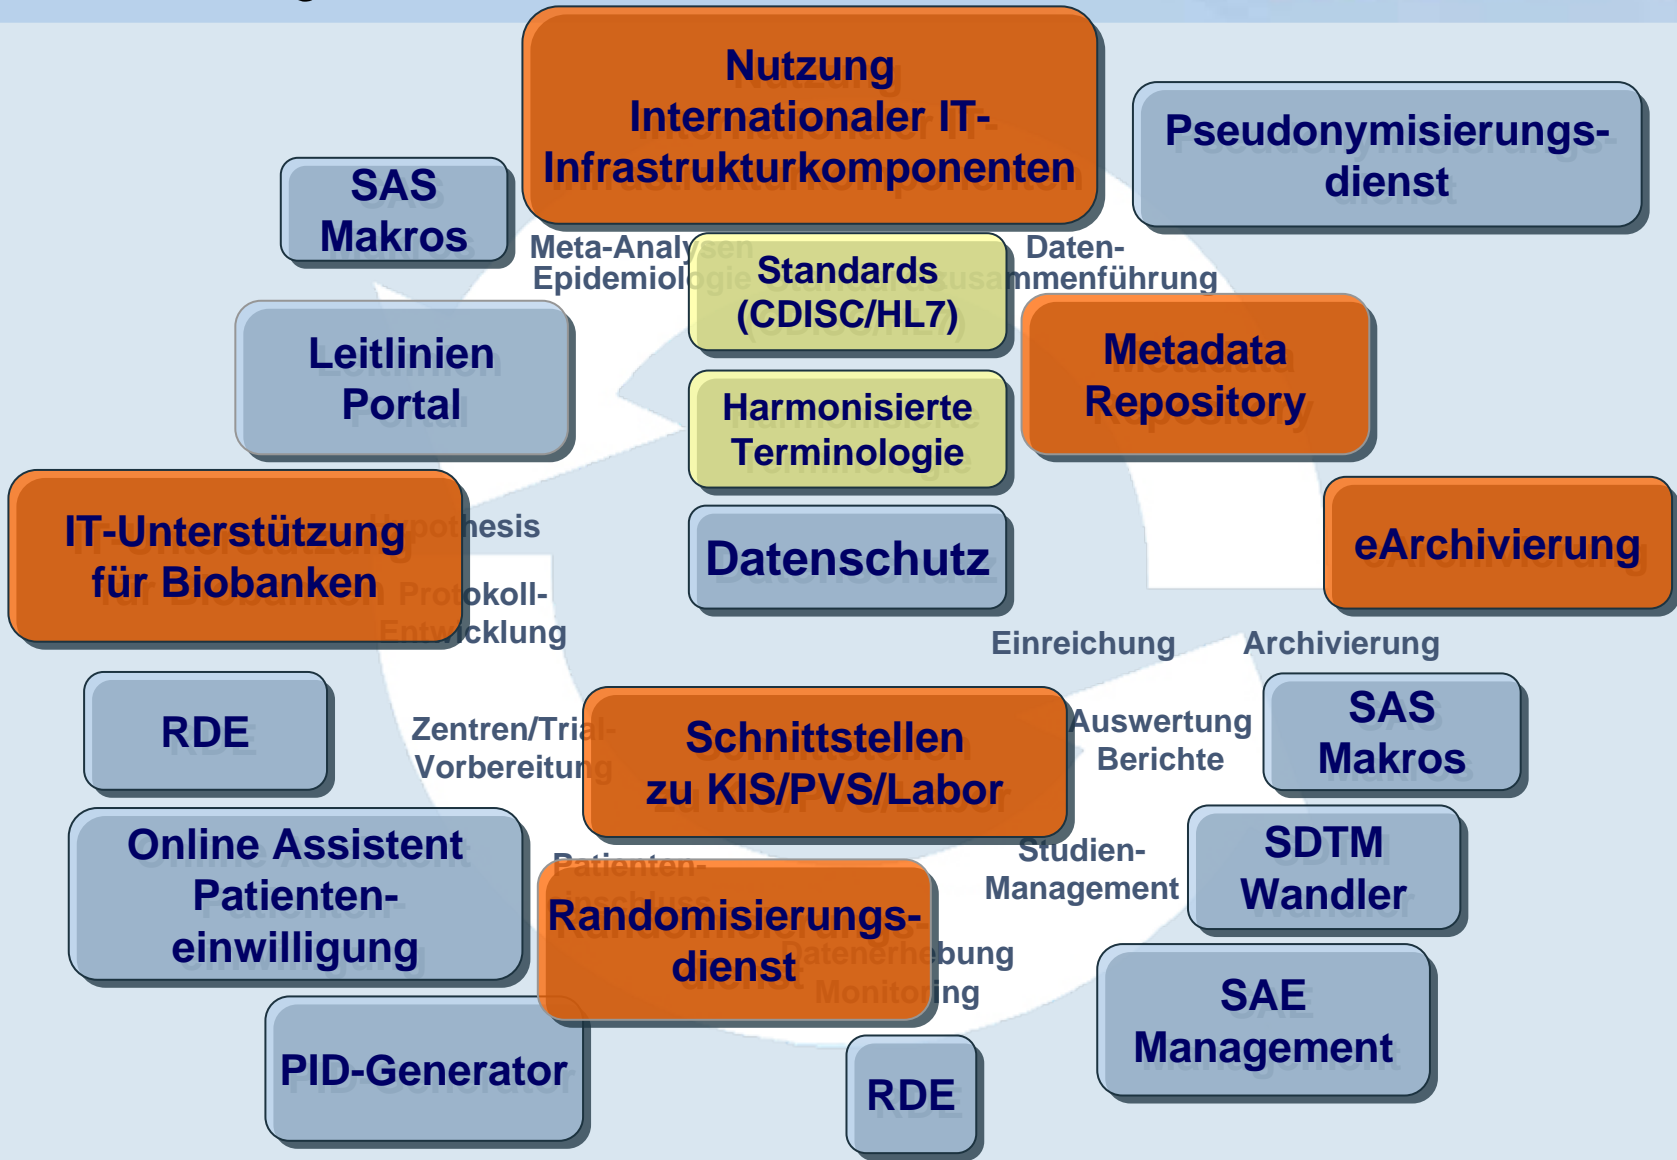 Nutzung
Internationaler IT-
Infrastrukturkomponenten
Pseudonymisierungs-
dienst
SAS
Makros
Meta-Analysen
Epidemiologie
Standards
(CDISC/HL7)
Daten-
zusammenführung
Leitlinien
Portal
Metadata
Repository
Harmonisierte
Terminologie
IT-Unterstützung
für Biobanken
Hypothesis
Datenschutz
eArchivierung
Protokoll-
Entwicklung
Einreichung
Archivierung
RDE
Zentren/Trial-
Vorbereitung
Schnittstellen
zu KIS/PVS/Labor
Auswertung
Berichte
SAS
Makros
Online Assistent
Patienten-
einwilligung
Patienten-
einschluss
Studien-
Management
SDTM
Wandler
Randomisierungs-
dienst
Datenerhebung
Monitoring
SAE
Management
PID-Generator
RDE